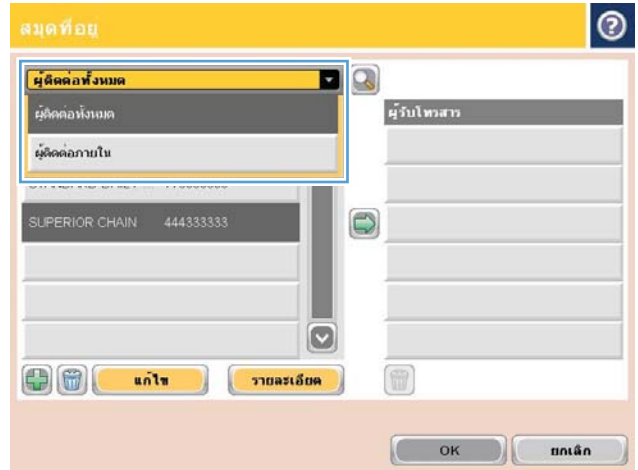 สมุดที่อยู่
ผู้ติดต่อทั้งหมด
ผู้ติดต่อทั้งหมด
ผู้ติดต่อภายใน
SUPERIOR CHAIN 444333333
แก้ไข
รายละเอียด
ผู้รับโทรสาร
OK
ยกเลิก